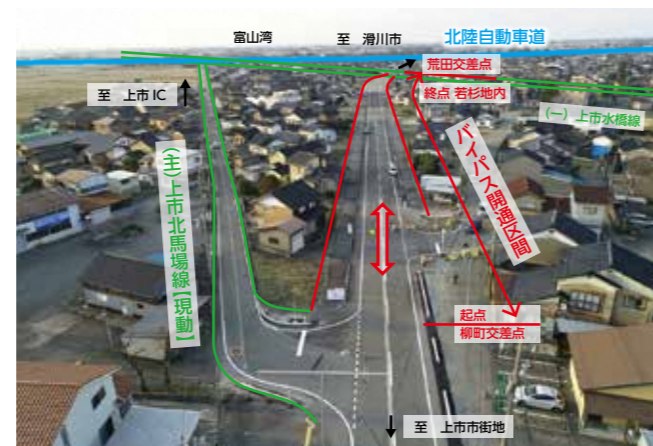 富山湾
至 滑川市
北陸自動車道
荒田交差点
至 上市IC
終点 若杉地内
(一)上市水橋線
バイパス開通区間
(主)上市北馬場線【現動】
起点
柳町交差点
至 上市市街地